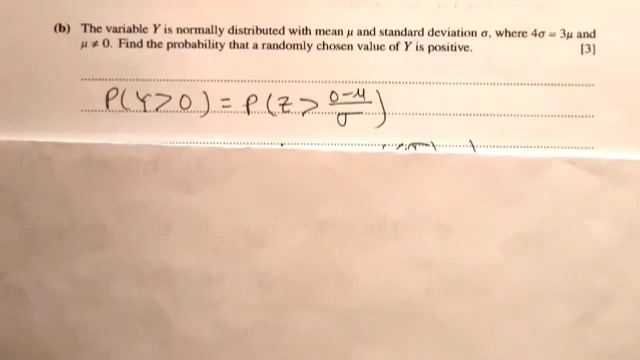 (b) The variable Y is normally distributed with mean μ and standard deviation σ, where 4σ = 3μ and
μ ≠ 0. Find the probability that a randomly chosen value of Y is positive. [3]
P(Y>0) = P(Z > (0-μ)/σ)